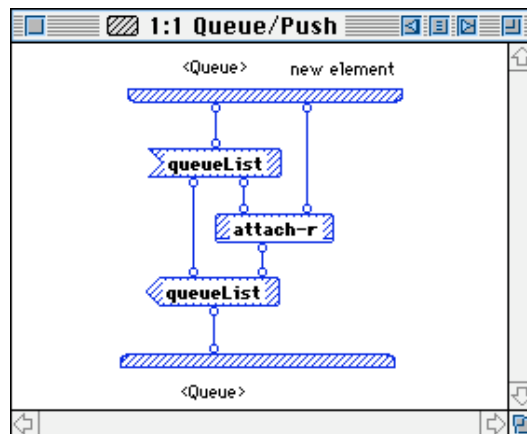 1:1 Queue/Push
<Queue> new element
queueList
attach-r
queueList
<Queue>